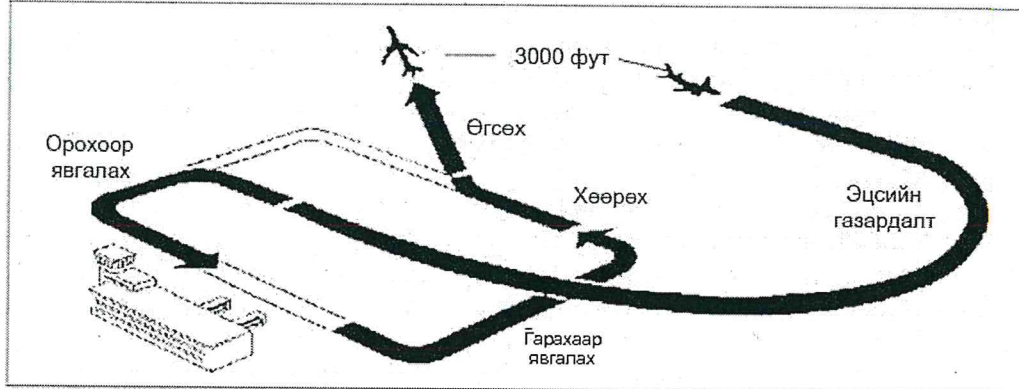 3000 фут
Өгсөх
Орохоор
явгалах
Хөөрөх
Эцсийн
газардалт
Гарахаар
явгалах